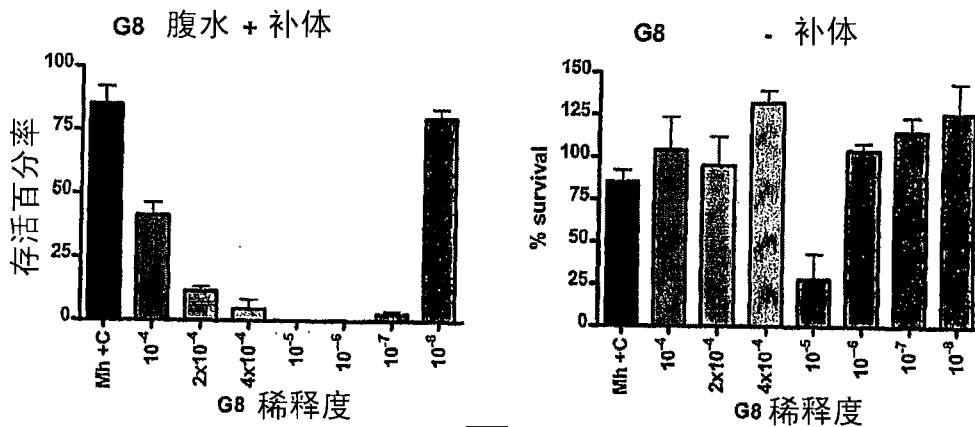 G8 腹水 + 补体
存活百分率
100
75
50
25
0
Mh +C
10⁻⁴
2x10⁻⁴
4x10⁻⁴
10⁻⁵
10⁻⁶
10⁻⁷
10⁻⁸
G8 稀释度
G8 - 补体
% survival
150
125
100
75
50
25
0
Mh +C
10⁻⁴
2x10⁻⁴
4x10⁻⁴
10⁻⁵
10⁻⁶
10⁻⁷
10⁻⁸
G8 稀释度